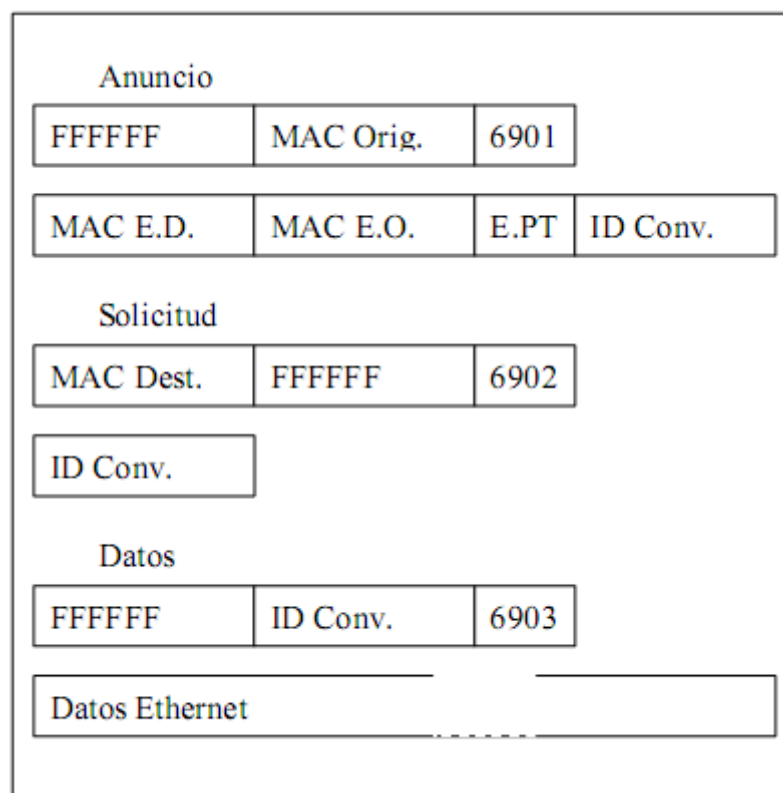 Anuncio
FFFFFF MAC Orig. 6901
MAC E.D. MAC E.O. E.PT ID Conv.
Solicitud
MAC Dest. FFFFFF 6902
ID Conv.
Datos
FFFFFF ID Conv. 6903
Datos Ethernet